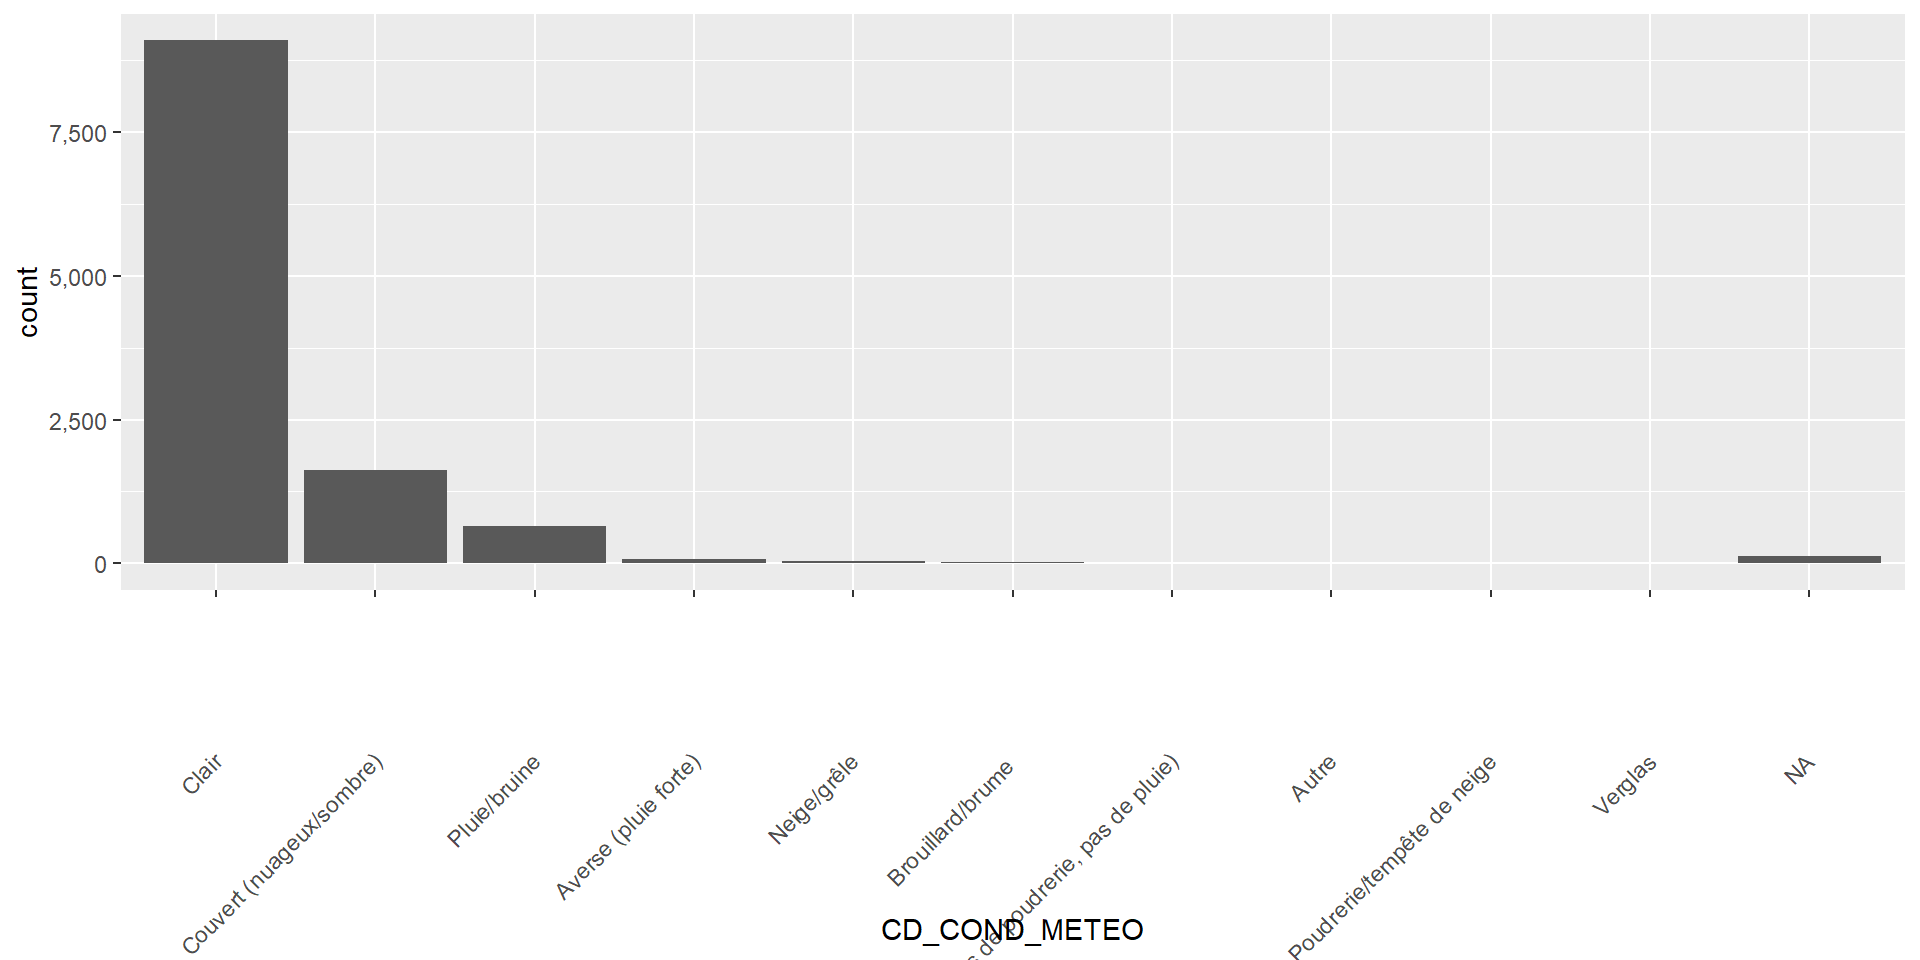 count
7,500
5,000
2,500
0
Clair
Couvert (nuageux/sombre)
Pluie/bruine
Averse (pluie forte)
Neige/grêle
Brouillard/brume
de poudrerie, pas de pluie)
Autre
Poudrerie/tempête de neige
Verglas
NA
CD_COND_METEO